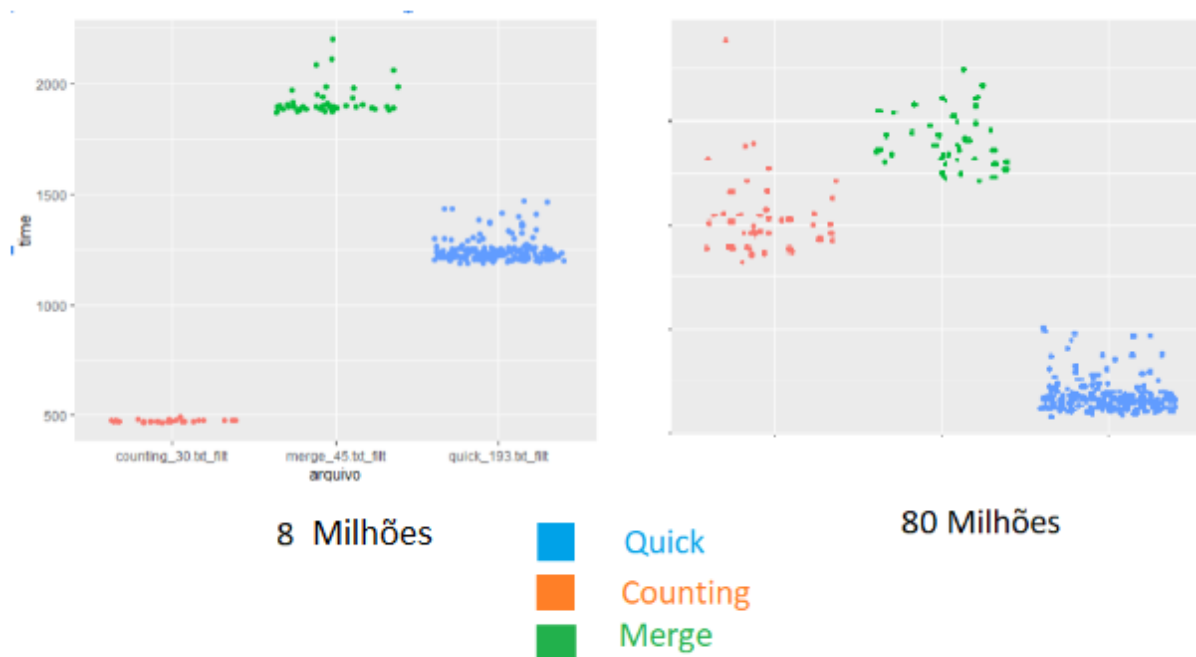 2000
1500
time
1000
500
counting_30.txt_filt
merge_45.txt_filt
quick_193.txt_filt
arquivo
8 Milhões
80 Milhões
Quick
Counting
Merge